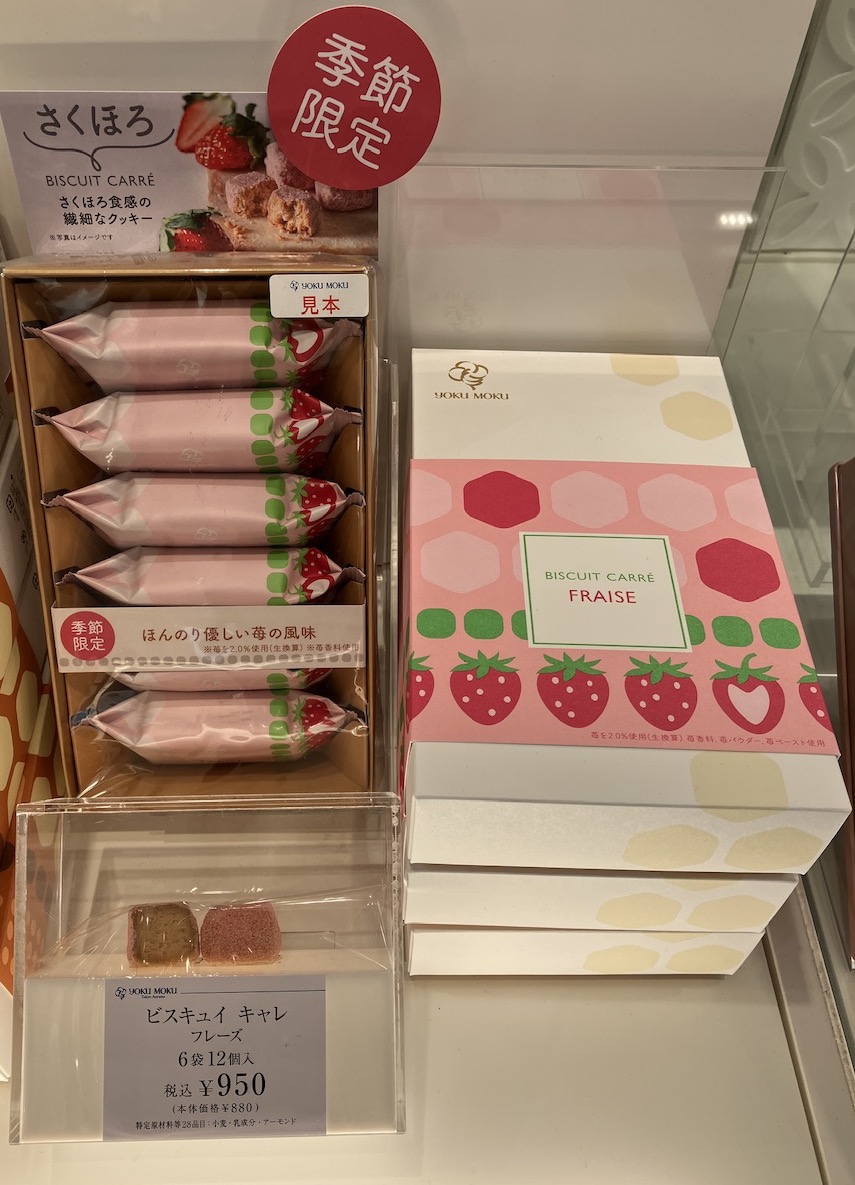 季節
限定
さくほろ
BISCUIT CARRÉ
さくほろ食感の
繊細なクッキー
※写真はイメージです
YOKU MOKU
見本
季節
限定
ほんのり優しい苺の風味
※苺を2.0%使用(生換算) ※苺香料使用
YOKU MOKU
BISCUIT CARRÉ
FRAISE
苺を2.0%使用(生換算) 苺香料、苺パウダー、苺ペースト使用
YOKU MOKU
Tokyo Aoyama
ビスキュイ キャレ
フレーズ
6袋12個入
税込 ¥950
(本体価格¥880)
特定原材料等28品目:小麦・乳成分・アーモンド